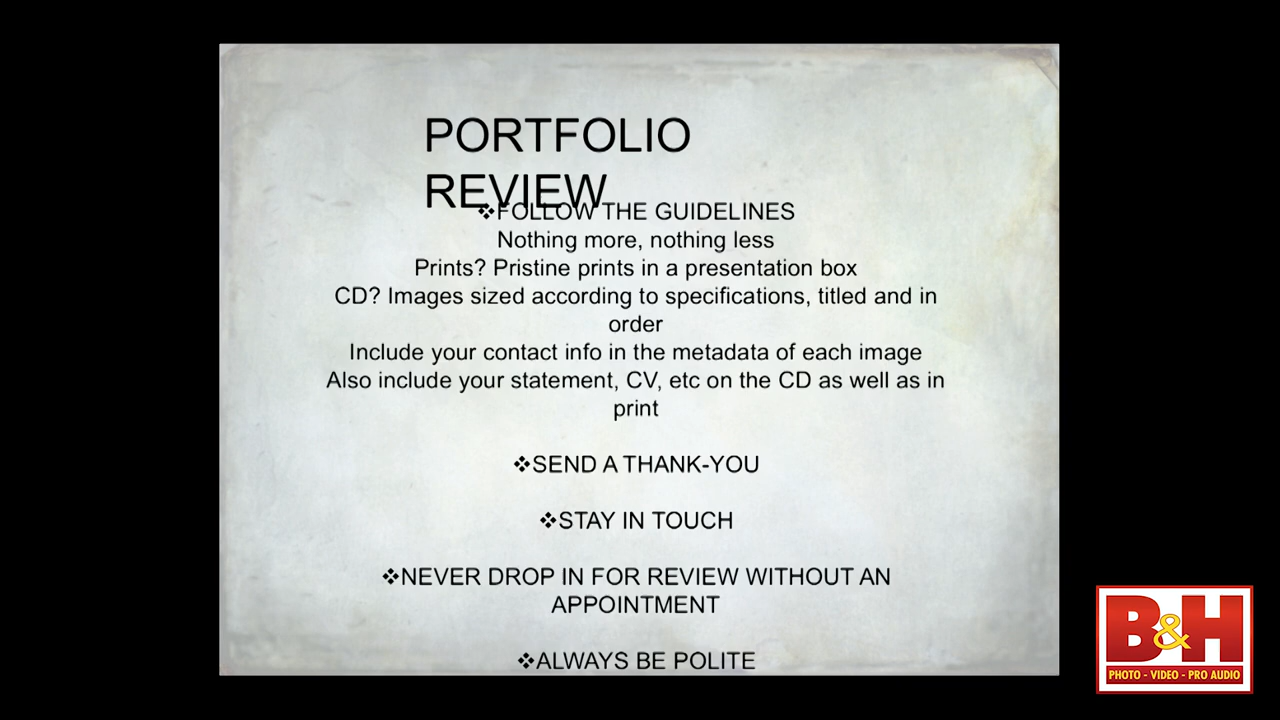 PORTFOLIO
REVIEW
❖FOLLOW THE GUIDELINES
Nothing more, nothing less
Prints? Pristine prints in a presentation box
CD? Images sized according to specifications, titled and in
order
Include your contact info in the metadata of each image
Also include your statement, CV, etc on the CD as well as in
print
❖SEND A THANK-YOU
❖STAY IN TOUCH
❖NEVER DROP IN FOR REVIEW WITHOUT AN
APPOINTMENT
❖ALWAYS BE POLITE
B&H
PHOTO - VIDEO - PRO AUDIO